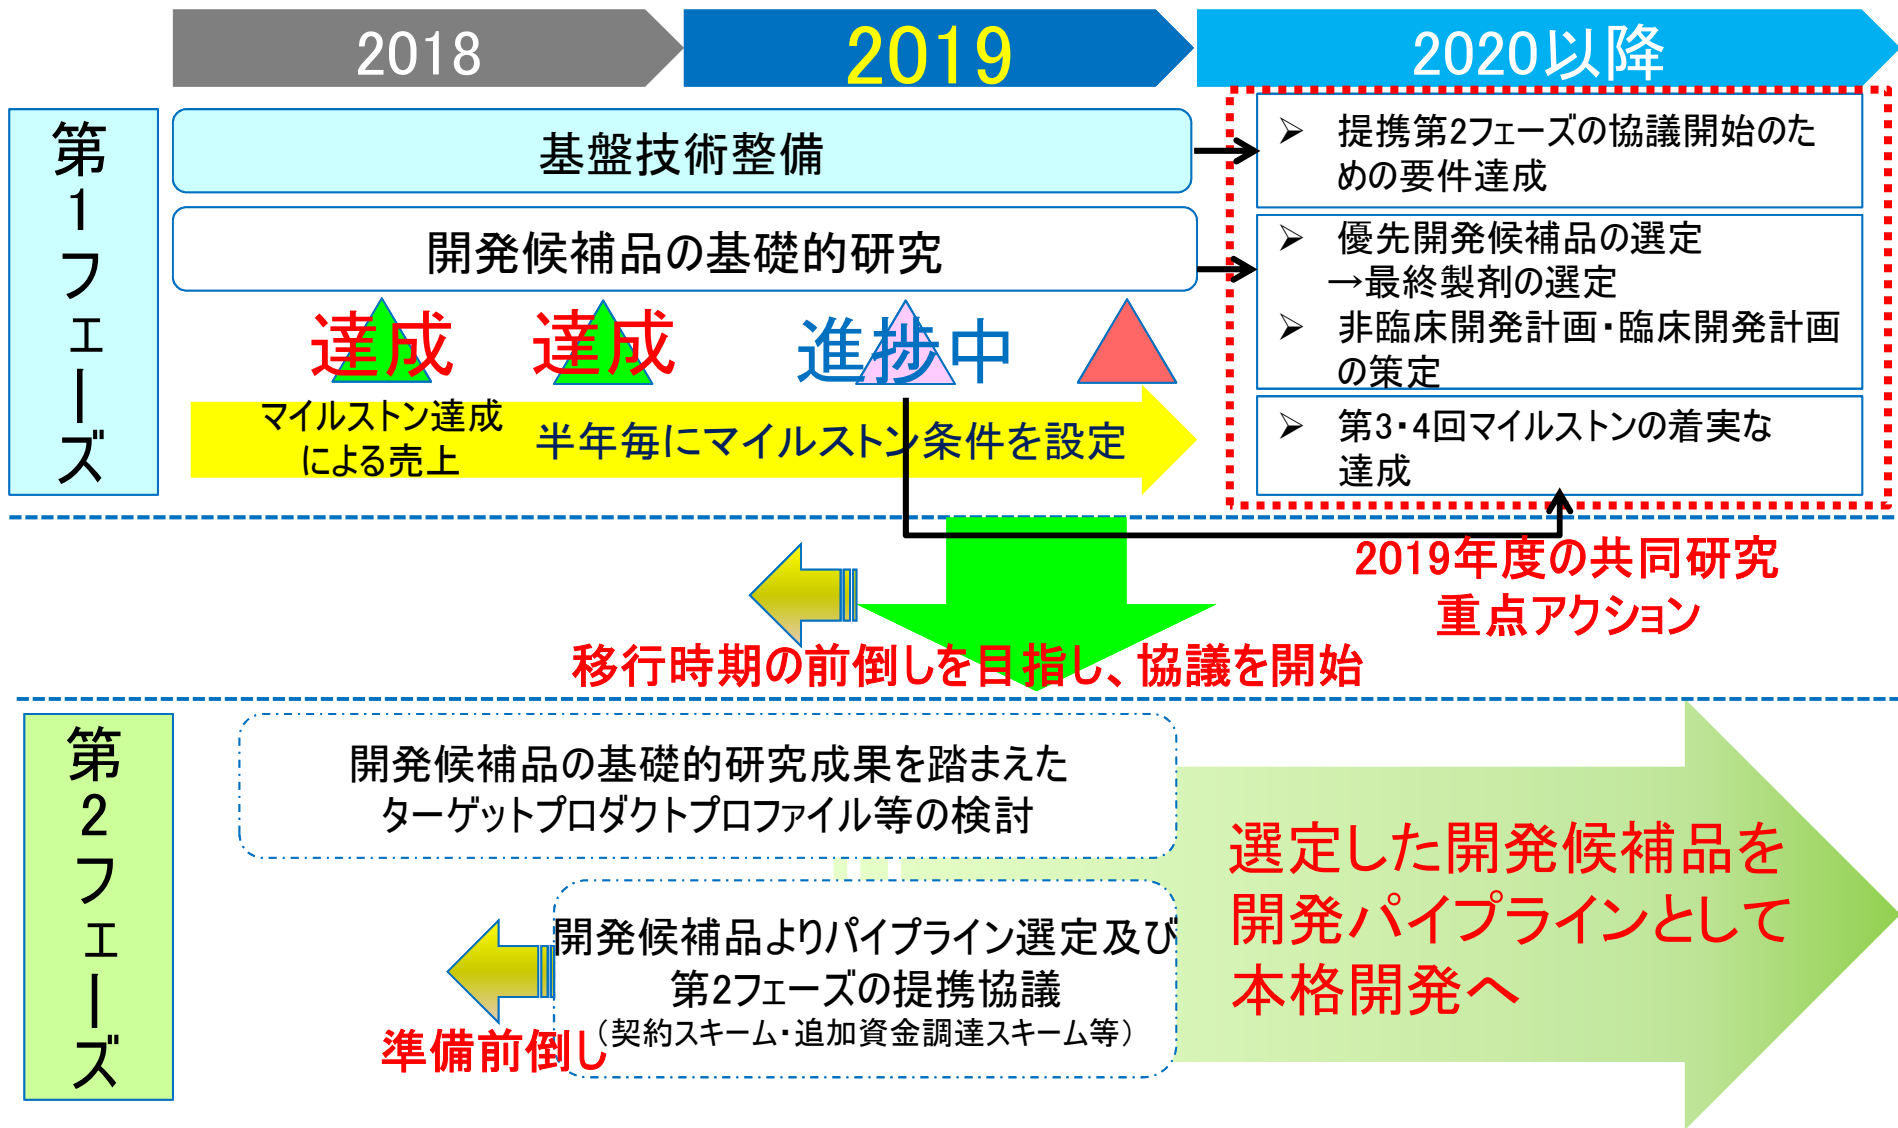 2018
2019
2020以降
第1フェーズ
基盤技術整備
開発候補品の基礎的研究
達成
達成
進捗中
マイルストン達成
による売上
半年毎にマイルストン条件を設定
➢ 提携第2フェーズの協議開始のた
めの要件達成
➢ 優先開発候補品の選定
→最終製剤の選定
➢ 非臨床開発計画・臨床開発計画
の策定
➢ 第3・4回マイルストンの着実な
達成
2019年度の共同研究
重点アクション
移行時期の前倒しを目指し、協議を開始
第2フェーズ
開発候補品の基礎的研究成果を踏まえた
ターゲットプロダクトプロファイル等の検討
開発候補品よりパイプライン選定及び
第2フェーズの提携協議
（契約スキーム・追加資金調達スキーム等）
準備前倒し
選定した開発候補品を
開発パイプラインとして
本格開発へ